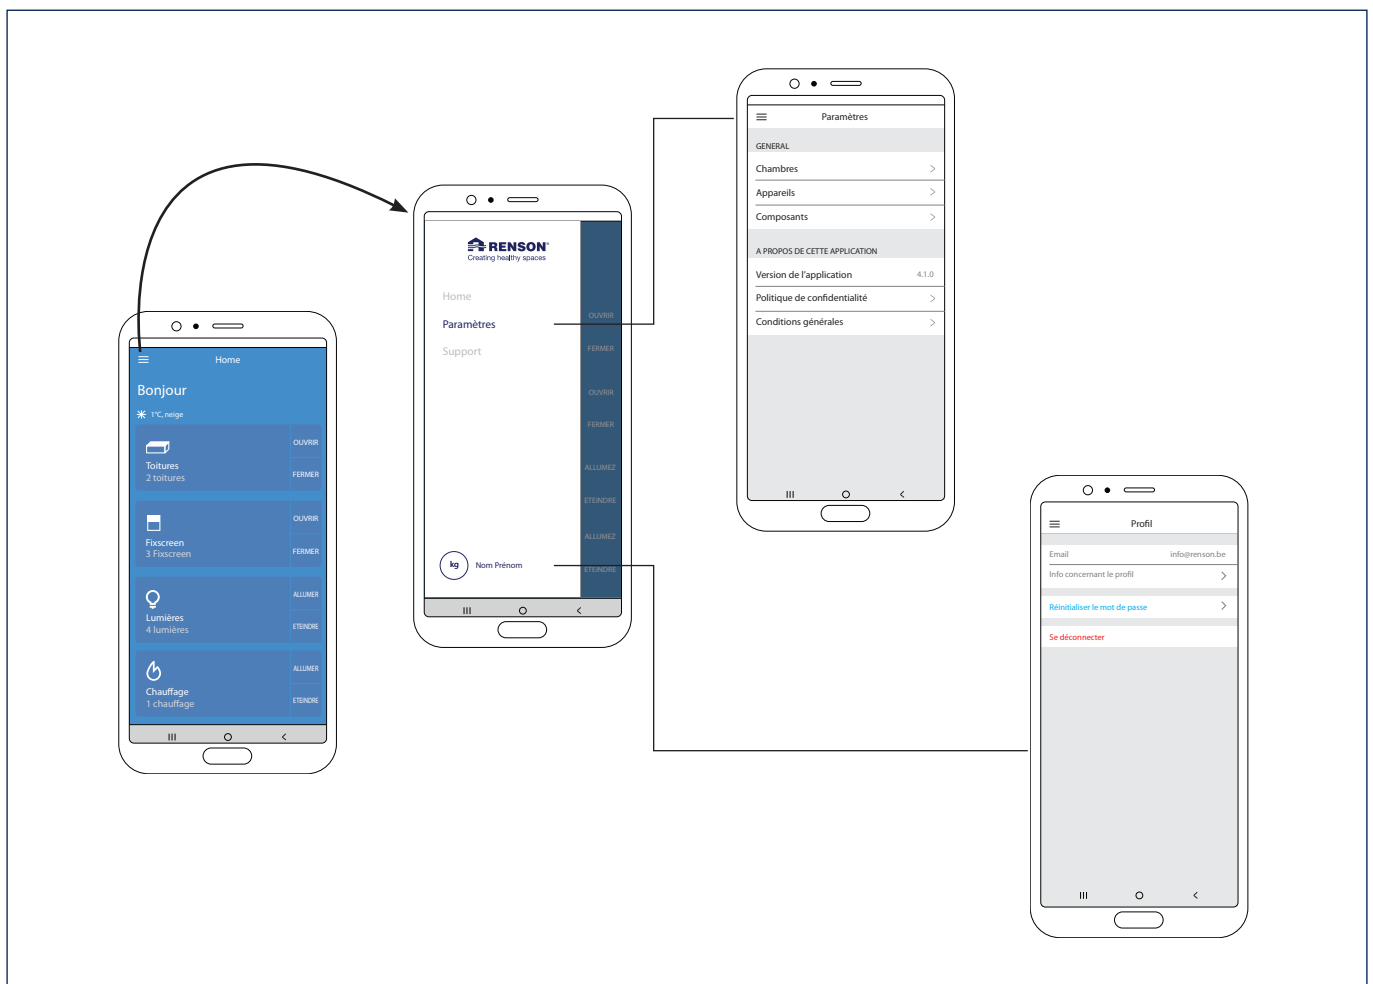 Home
Bonjour
1°C, neige
OUVRIR
Toitures
2 toitures
FERMER
OUVRIR
Fixscreen
3 Fixscreen
FERMER
ALLUMER
Lumières
4 lumières
ETEINDRE
ALLUMER
Chauffage
1 chauffage
ETEINDRE
RENSON®
Creating healthy spaces
Home
Paramètres
Support
OUVRIR
FERMER
OUVRIR
FERMER
ALLUMEZ
ETEINDRE
ALLUMEZ
ETEINDRE
kg Nom Prénom
Paramètres
GENERAL
Chambres
Appareils
Composants
A PROPOS DE CETTE APPLICATION
Version de l'application 4.1.0
Politique de confidentialité
Conditions générales
Profil
Email info@renson.be
Info concernant le profil
Réinitialiser le mot de passe
Se déconnecter